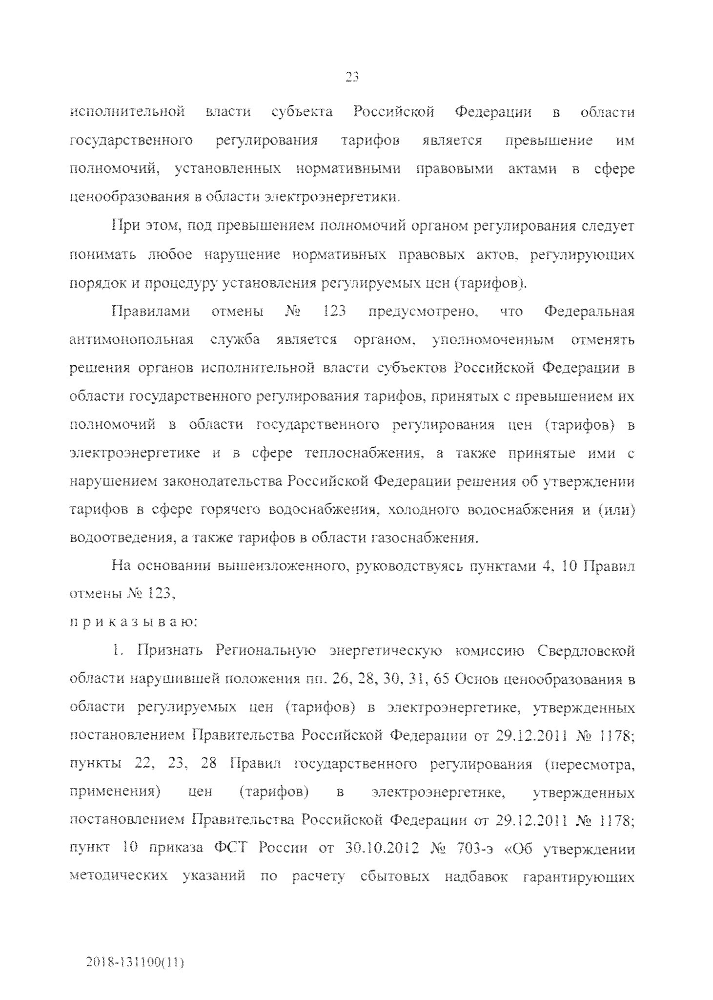 23
исполнительной власти субъекта Российской Федерации в области
государственного регулирования тарифов является превышение им
полномочий, установленных нормативными правовыми актами в сфере
ценообразования в области электроэнергетики.
При этом, под превышением полномочий органом регулирования следует
понимать любое нарушение нормативных правовых актов, регулирующих
порядок и процедуру установления регулируемых цен (тарифов).
Правилами отмены № 123 предусмотрено, что Федеральная
антимонопольная служба является органом, уполномоченным отменять
решения органов исполнительной власти субъектов Российской Федерации в
области государственного регулирования тарифов, принятых с превышением их
полномочий в области государственного регулирования цен (тарифов) в
электроэнергетике и в сфере теплоснабжения, а также принятые ими с
нарушением законодательства Российской Федерации решения об утверждении
тарифов в сфере горячего водоснабжения, холодного водоснабжения и (или)
водоотведения, а также тарифов в области газоснабжения.
На основании вышеизложенного, руководствуясь пунктами 4, 10 Правил
отмены № 123,
п р и к а з ы в а ю:
1. Признать Региональную энергетическую комиссию Свердловской
области нарушившей положения пп. 26, 28, 30, 31, 65 Основ ценообразования в
области регулируемых цен (тарифов) в электроэнергетике, утвержденных
постановлением Правительства Российской Федерации от 29.12.2011 № 1178;
пункты 22, 23, 28 Правил государственного регулирования (пересмотра,
применения) цен (тарифов) в электроэнергетике, утвержденных
постановлением Правительства Российской Федерации от 29.12.2011 № 1178;
пункт 10 приказа ФСТ России от 30.10.2012 № 703-э «Об утверждении
методических указаний по расчету сбытовых надбавок гарантирующих
2018-131100(11)